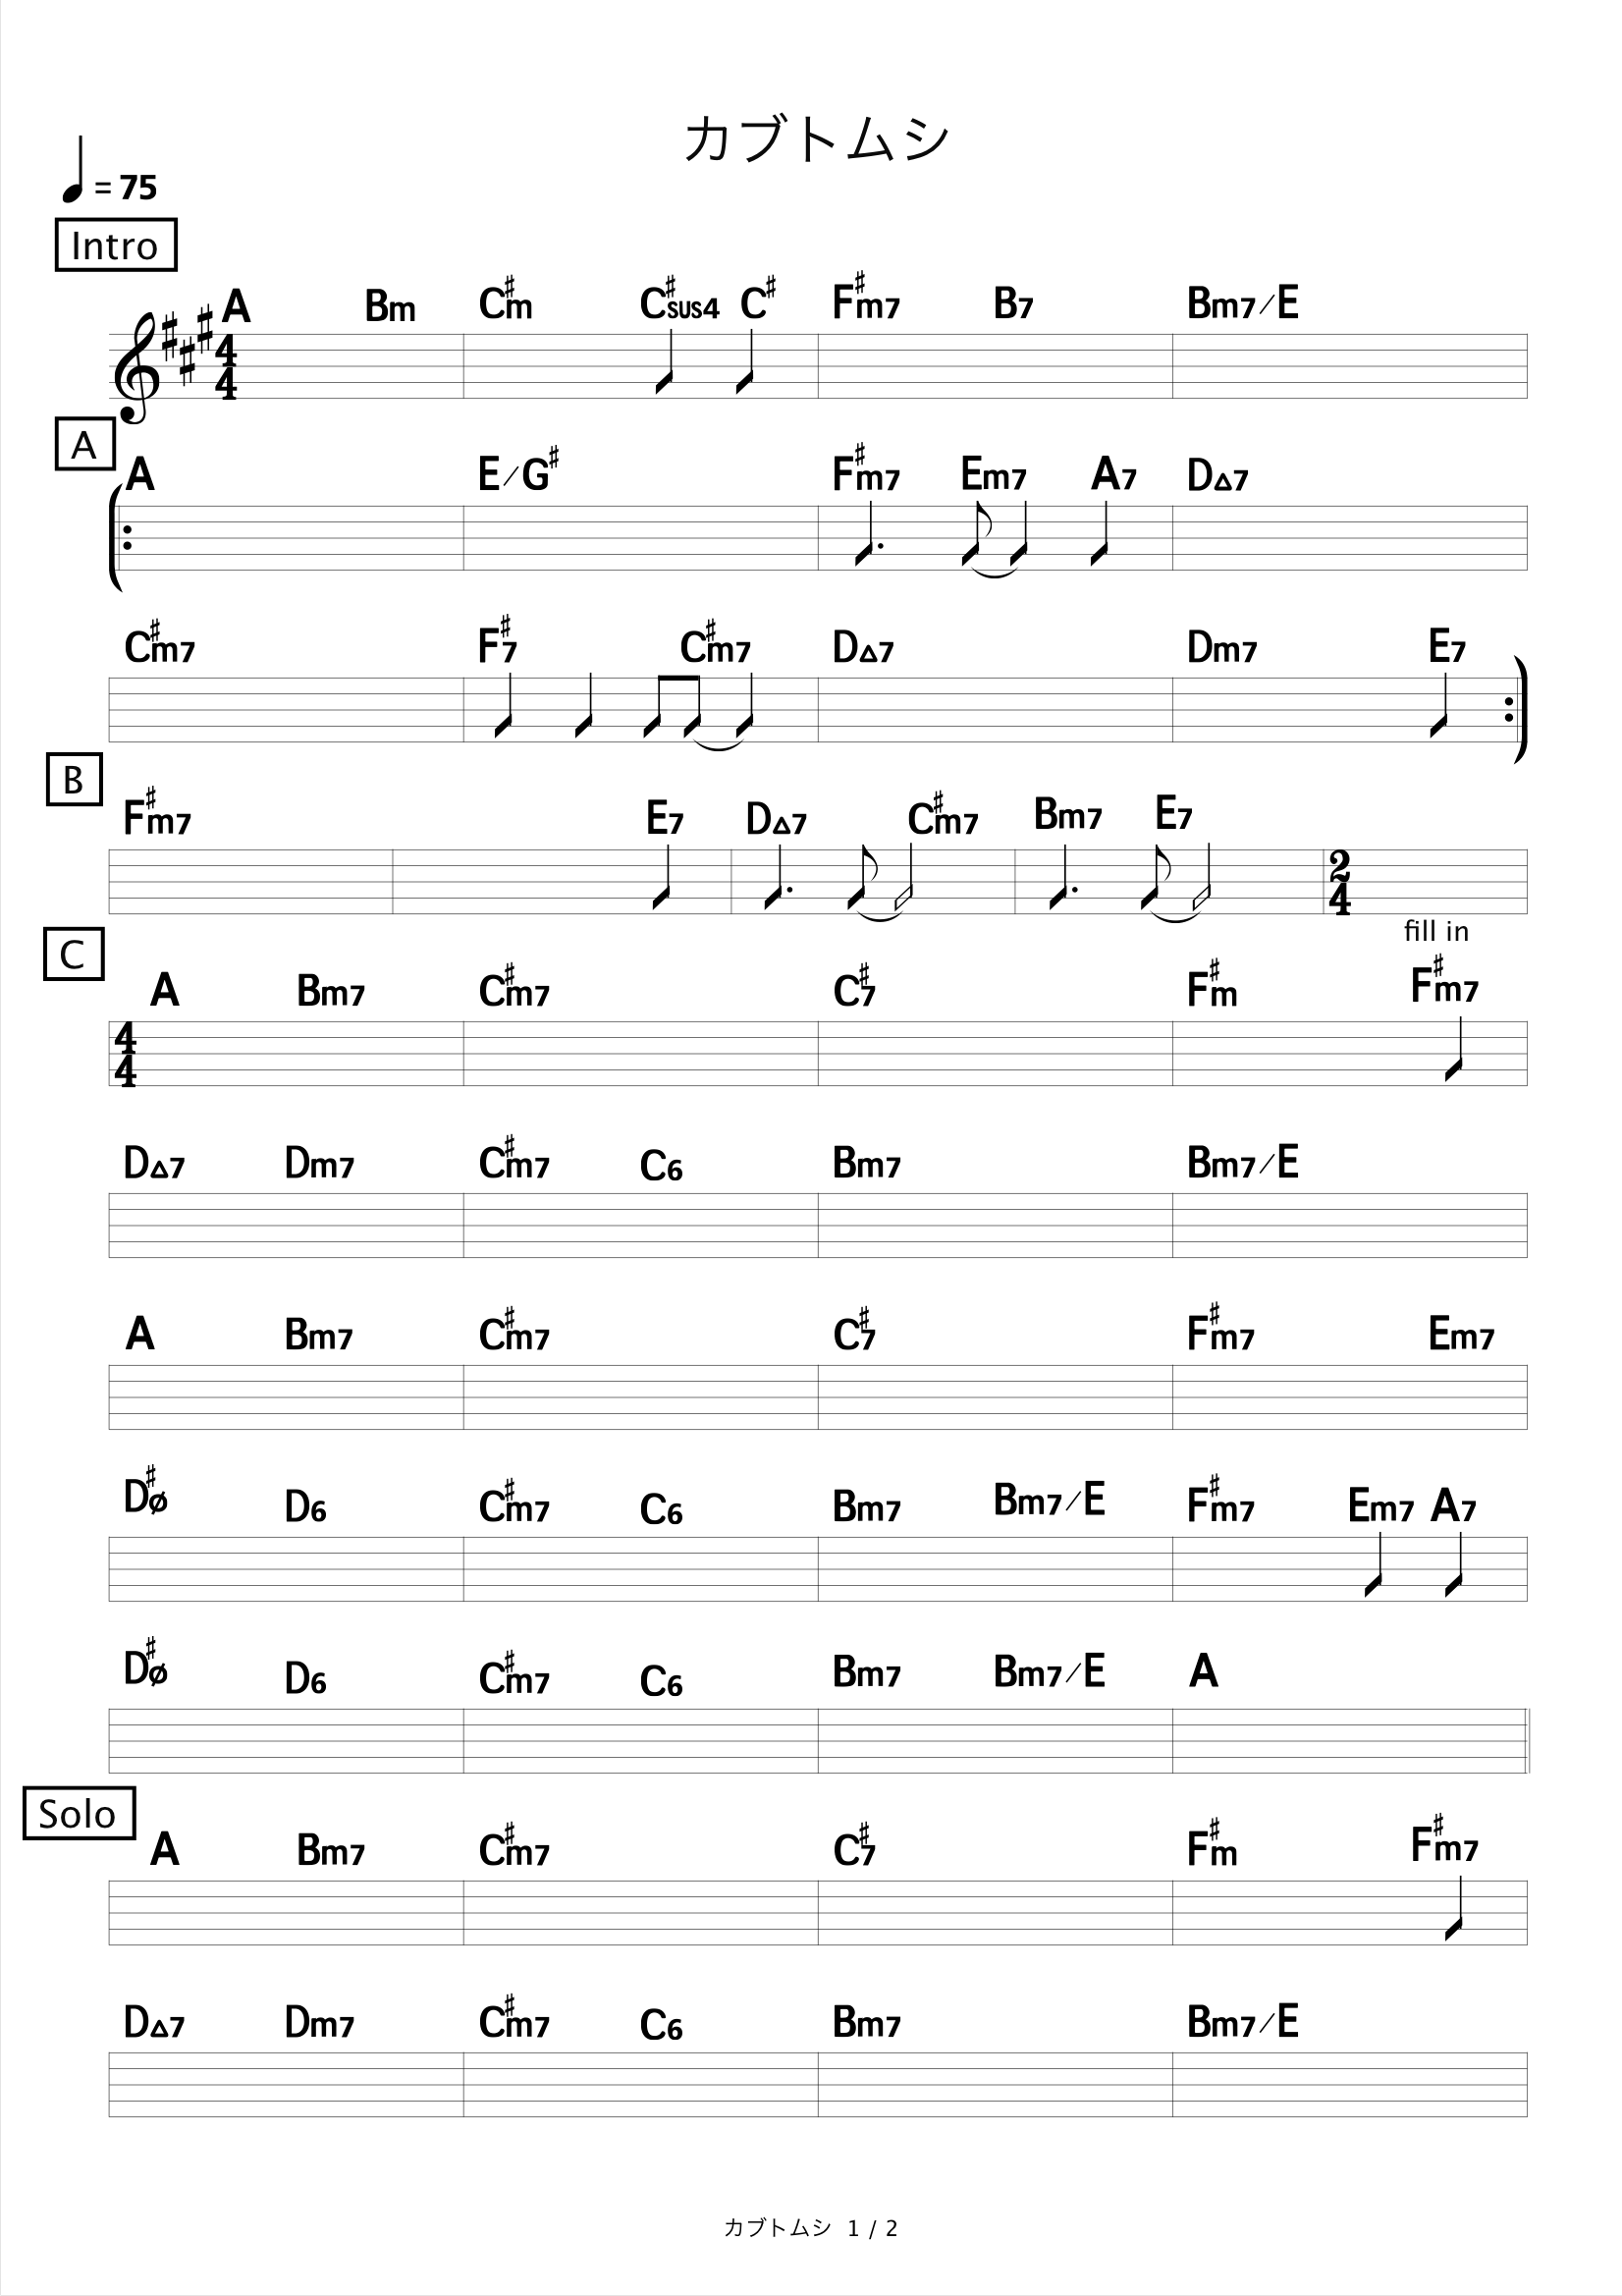 カブトムシ
♩ = 75
Intro
A Bm C#m C#sus4 C# F#m7 B7 Bm7/E
4/4
A
A E/G# F#m7 Em7 A7 D△7
C#m7 F#7 C#m7 D△7 Dm7 E7
B
F#m7 E7 D△7 C#m7 Bm7 E7
2/4
fill in
C
A Bm7 C#m7 C#7 F#m F#m7
4/4
D△7 Dm7 C#m7 C6 Bm7 Bm7/E
A Bm7 C#m7 C#7 F#m7 Em7
D#ø D6 C#m7 C6 Bm7 Bm7/E F#m7 Em7 A7
D#ø D6 C#m7 C6 Bm7 Bm7/E A
Solo
A Bm7 C#m7 C#7 F#m F#m7
D△7 Dm7 C#m7 C6 Bm7 Bm7/E
カブトムシ 1 / 2